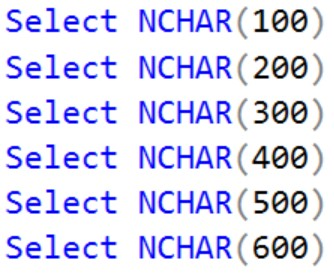 Select NCHAR(100)
Select NCHAR(200)
Select NCHAR(300)
Select NCHAR(400)
Select NCHAR(500)
Select NCHAR(600)